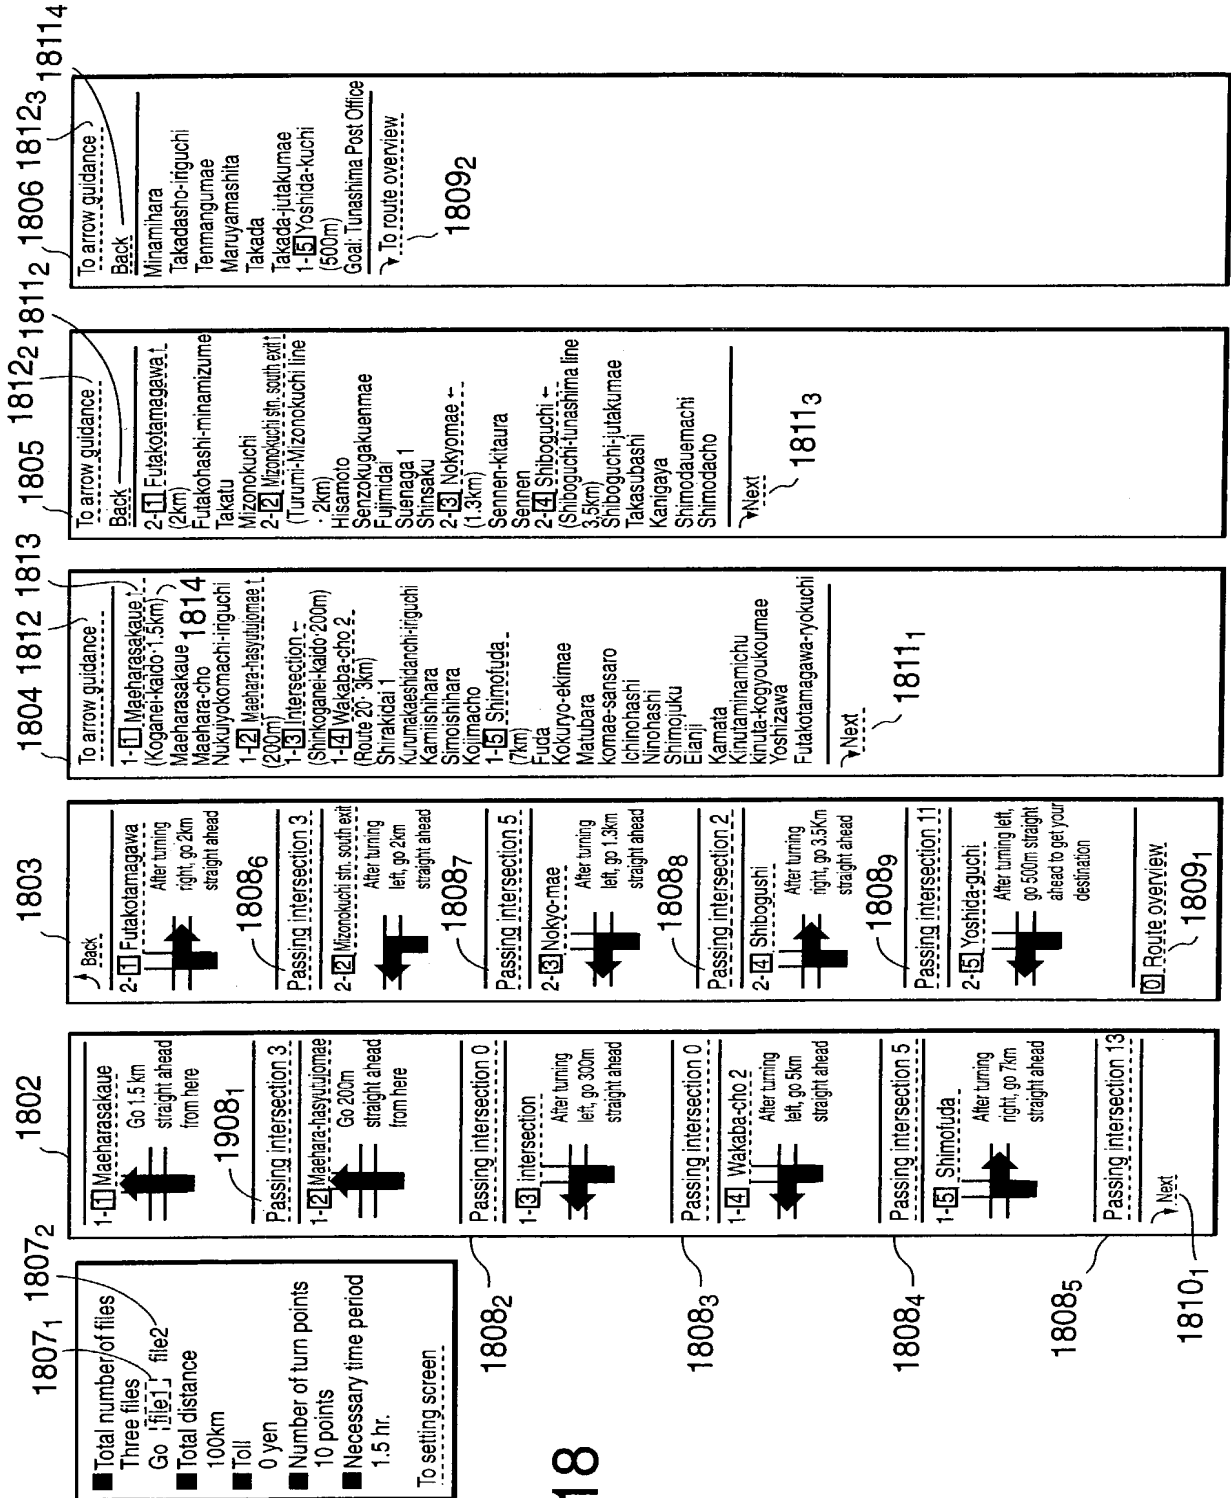 18
1807₁
1807₂
■ Total number of files
Three files
Go file1 file2
■ Total distance
100km
■ Toll
0 yen
■ Number of turn points
10 points
■ Necessary time period
1.5 hr.
To setting screen
1802
1-1 Maeharasakaue
Go 1.5 km
straight ahead
from here
1908₁
Passing intersection 3
1-2 Maehara-hasyutujomae
Go 200m
straight ahead
from here
Passing intersection 0
1808₂
1-3 intersection
After turning
left, go 300m
straight ahead
Passing intersection 0
1808₃
1-4 Wakaba-cho 2
After turning
left, go 5km
straight ahead
Passing intersection 5
1808₄
1-5 Shimofuda
After turning
right, go 7km
straight ahead
Passing intersection 13
1808₅
Next
1810₁
1803
Back
2-1 Futakotamagawa
After turning
right, go 2km
straight ahead
1808₆
Passing intersection 3
2-2 Mizonokuchi stn. south exit
After turning
left, go 2km
straight ahead
1808₇
Passing intersection 5
2-3 Nokyo-mae
After turning
left, go 1.3km
straight ahead
1808₈
Passing intersection 2
2-4 Shibogushi
After turning
right, go 3.5Km
straight ahead
1808₉
Passing intersection 11
2-5 Yoshida-guchi
After turning left,
go 500m straight
ahead to get your
destination
0 Route overview
1809₁
1804
1812
1813
To arrow guidance
1-1 Maeharasakaue ↑
(Koganei-kaido·1.5km)
Maeharasakaue
1814
Maehara-cho
Nukuiyokomachi-iriguchi
1-2 Maehara-hasyutujomae ↑
(200m)
1-3 Intersection ←
(Shinkoganei-kaido·200m)
1-4 Wakaba-cho 2
(Route 20· 3km)
Shirakidai 1
Kurumakaeshidanchi-iriguchi
Kamiishihara
Simoishihara
Kojimacho
1-5 Shimofuda
(7km)
Fuda
Kokuryo-ekimae
Matubara
komae-sansaro
Ichinohashi
Ninohashi
Shimojuku
Eianji
Kamata
Kinutaminamichu
kinuta-kogyoukoumae
Yoshizawa
Futakotamagawa-ryokuchi
Next
1811₁
1805
1812₂
1811₂
To arrow guidance
Back
2-1 Futakotamagawa ↑
(2km)
Futakohashi-minamizume
Takatu
Mizonokuchi
2-2 Mizonokuchi stn. south exit ↑
(Turumi-Mizonokuchi line
· 2km)
Hisamoto
Senzokugakuenmae
Fujimidai
Suenaga 1
Shinsaku
2-3 Nokyomae ←
(1.3km)
Sennen-kitaura
Sennen
2-4 Shiboguchi ←
(Shiboguchi-tunashima line
3.5km)
Shiboguchi-jutakumae
Takasubashi
Kanigaya
Shimodauemachi
Shimodacho
Next
1811₃
1806
1812₃
1811₄
To arrow guidance
Back
Minamihara
Takadasho-iriguchi
Tenmangumae
Maruyamashita
Takada
Takada-jutakumae
1-5 Yoshida-kuchi
(500m)
Goal: Tunashima Post Office
To route overview
1809₂